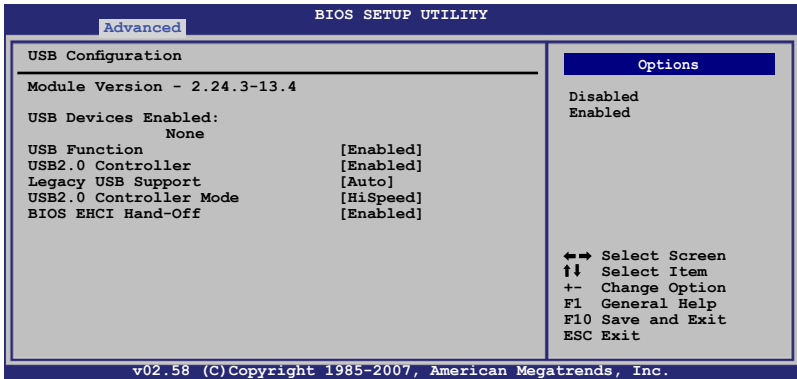 BIOS SETUP UTILITY
Advanced
USB Configuration
Module Version - 2.24.3-13.4
USB Devices Enabled:
None
USB Function [Enabled]
USB2.0 Controller [Enabled]
Legacy USB Support [Auto]
USB2.0 Controller Mode [HiSpeed]
BIOS EHCI Hand-Off [Enabled]
Options
Disabled
Enabled
←→ Select Screen
↑↓ Select Item
+- Change Option
F1 General Help
F10 Save and Exit
ESC Exit
v02.58 (C)Copyright 1985-2007, American Megatrends, Inc.